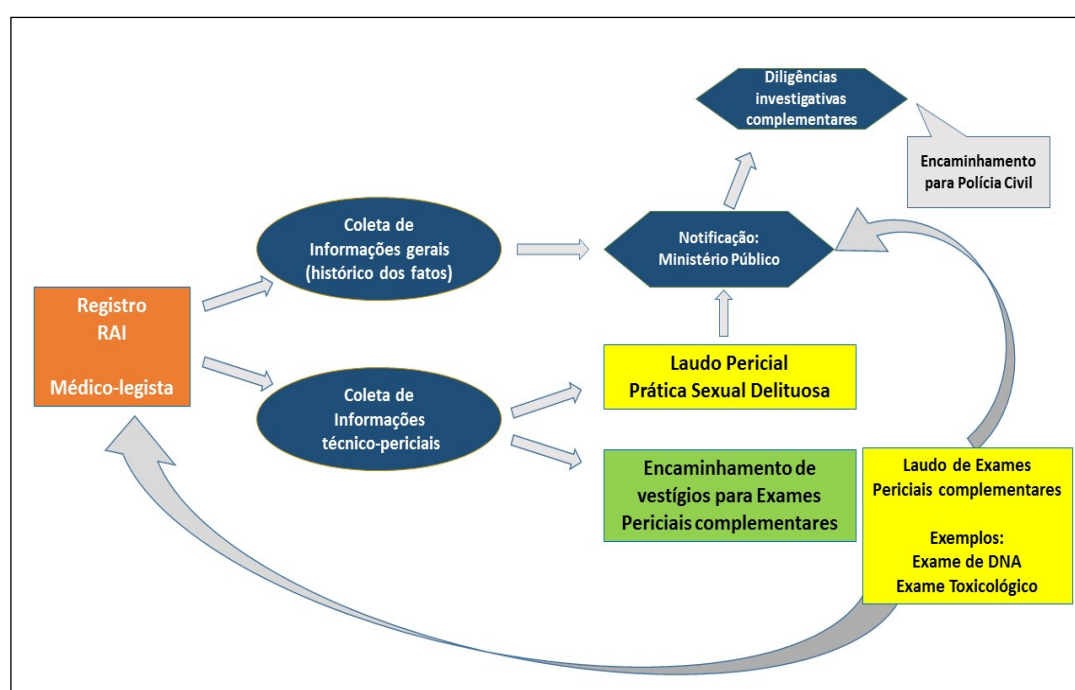 Diligências
investigativas
complementares
Encaminhamento
para Polícia Civil
Coleta de
Informações gerais
(histórico dos fatos)
Notificação:
Ministério Público
Registro
RAI
Médico-legista
Laudo Pericial
Prática Sexual Delituosa
Coleta de
Informações
técnico-periciais
Encaminhamento de
vestígios para Exames
Periciais complementares
Laudo de Exames
Periciais complementares
Exemplos:
Exame de DNA
Exame Toxicológico